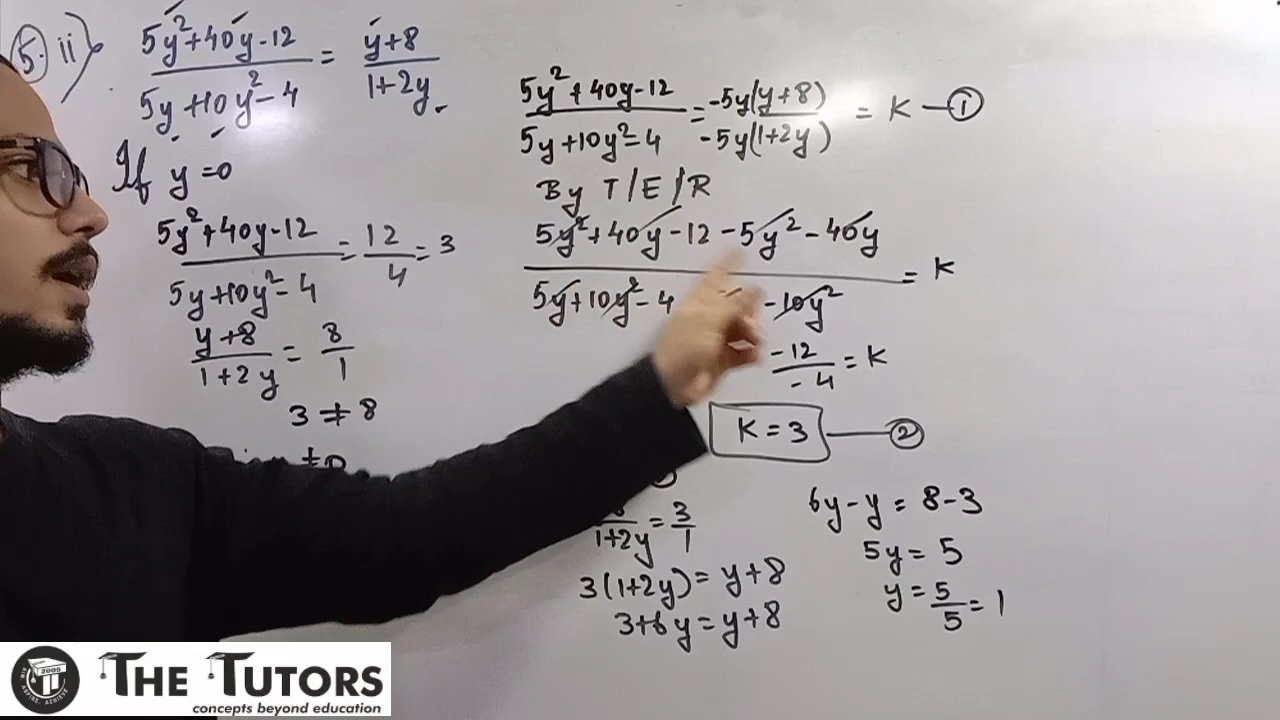 5. ii) (5y²+40y-12)/(5y+10y²-4) = (y+8)/(1+2y).
If y=0
(5y²+40y-12)/(5y+10y²-4) = 12/4 = 3
(y+8)/(1+2y) = 8/1
3 ≠ 8
(5y²+40y-12)/(5y+10y²-4) = -5y(y+8)/-5y(1+2y) = K — ①
By T/E/R
(5y²+40y-12-5y²-40y)/(5y+10y²-4 -10y²) = K
-12/-4 = K
K=3 — ②
/(1+2y) = 3/1
3(1+2y) = y+8
3+6y = y+8
6y-y = 8-3
5y = 5
y = 5/5 = 1
2005
THE TUTORS
concepts beyond education